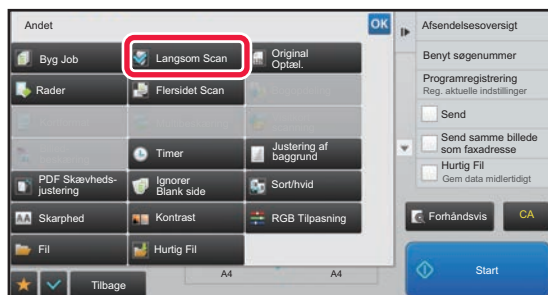 Andet
OK
Byg Job
Langsom Scan
Original
Optæl.
Rader
Flersidet Scan
Timer
Justering af
baggrund
PDF Skævheds-
justering
Ignorer
Blank side
Sort/hvid
Skarphed
Kontrast
RGB Tilpasning
Fil
Hurtig Fil
Tilbage
A4
A4
Afsendelsesoversigt
Benyt søgenummer
Programregistrering
Reg. aktuelle indstillinger
Send
Send samme billede
som faxadresse
Hurtig Fil
Gem data midlertidigt
Forhåndsvis
CA
Start